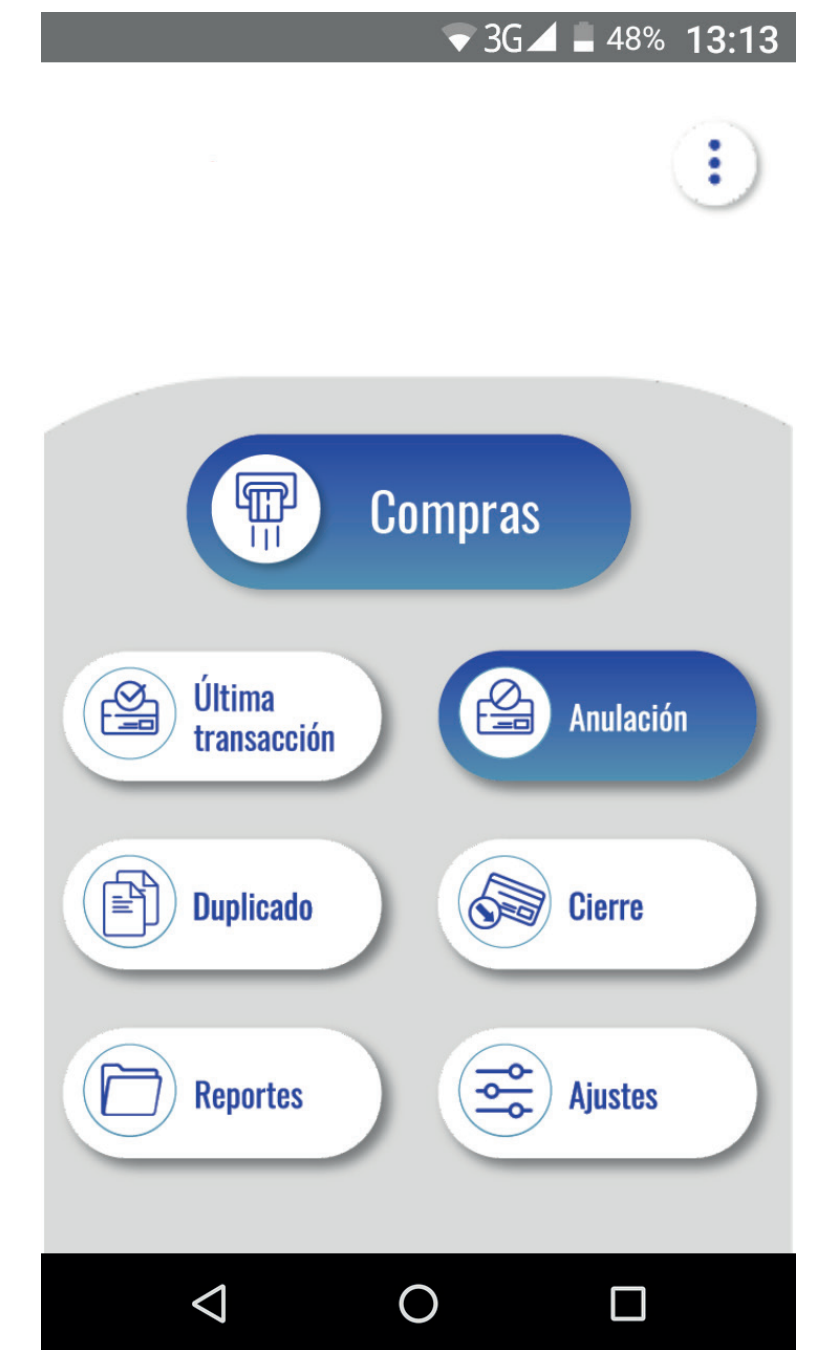 3G 48% 13:13
Compras
Última
transacción
Anulación
Duplicado
Cierre
Reportes
Ajustes